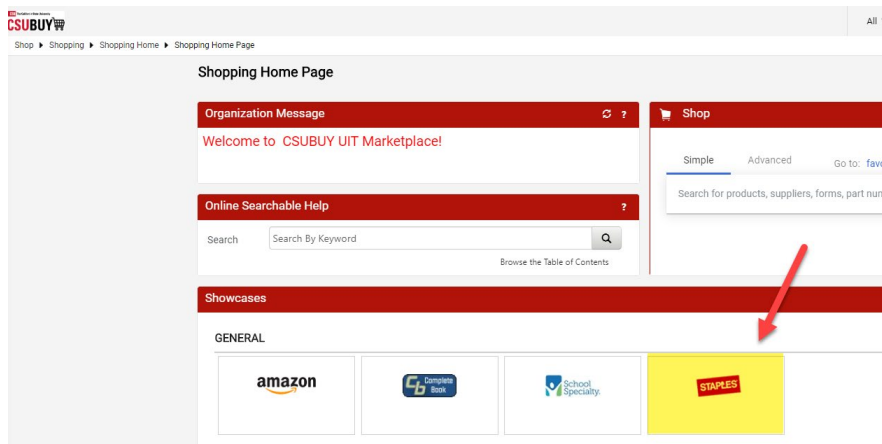 CSUBUY
All
Shop ▸ Shopping ▸ Shopping Home ▸ Shopping Home Page
Shopping Home Page
Organization Message ?
Welcome to CSUBUY UIT Marketplace!
Shop
Simple Advanced Go to: favo
Search for products, suppliers, forms, part num
Online Searchable Help ?
Search Search By Keyword
Browse the Table of Contents
Showcases
GENERAL
amazon
Cb Complete Book
School Specialty.
STAPLES